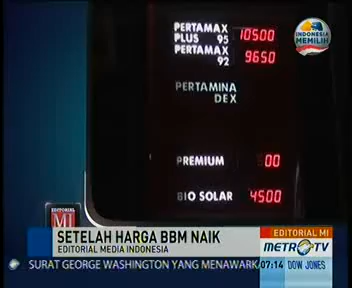 PERTAMAX
PLUS 95 10500
PERTAMAX
92 9650
INDONESIA
MEMILIH
PERTAMINA
DEX
PREMIUM 00
BIO SOLAR 4500
EDITORIAL
MI
EDITORIAL MI
SETELAH HARGA BBM NAIK
EDITORIAL MEDIA INDONESIA
METRO TV
SURAT GEORGE WASHINGTON YANG MENAWARK 07:14 DOW JONES